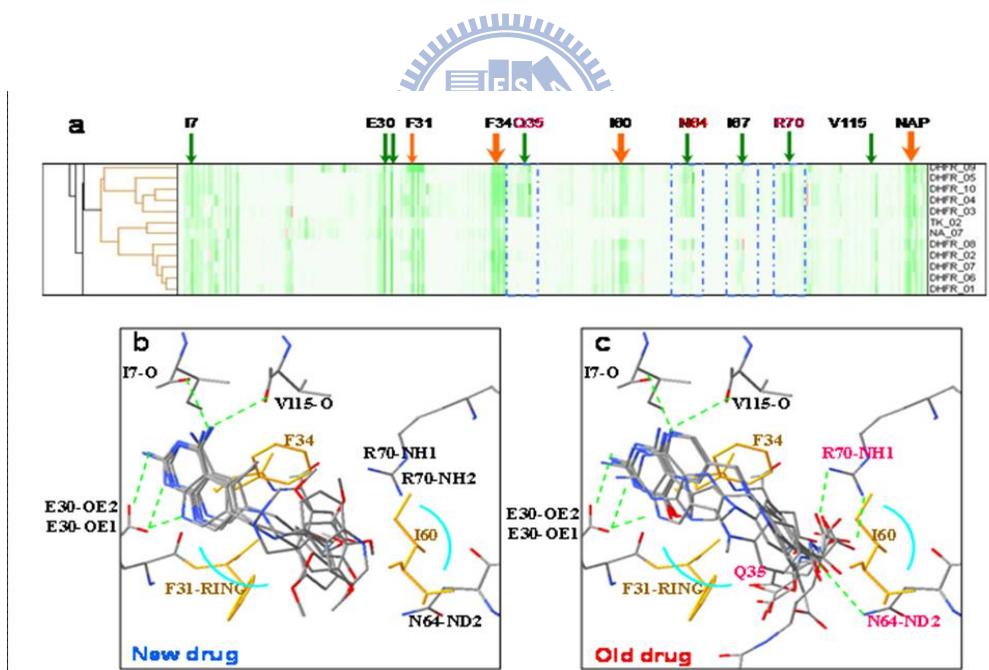 E S
a
I7 E30 F31 F34 Q35 I60 N64 I67 R70 V115 NAP
DHFR_09
DHFR_05
DHFR_10
DHFR_04
DHFR_03
TK_02
NA_07
DHFR_08
DHFR_02
DHFR_07
DHFR_06
DHFR_01
b
I7-O
V115-O
F34
R70-NH1
R70-NH2
E30-OE2
E30-OE1
I60
F31-RING
N64-ND2
New drug
c
I7-O
V115-O
F34
R70-NH1
E30-OE2
E30-OE1
I60
Q35
F31-RING
N64-ND2
Old drug